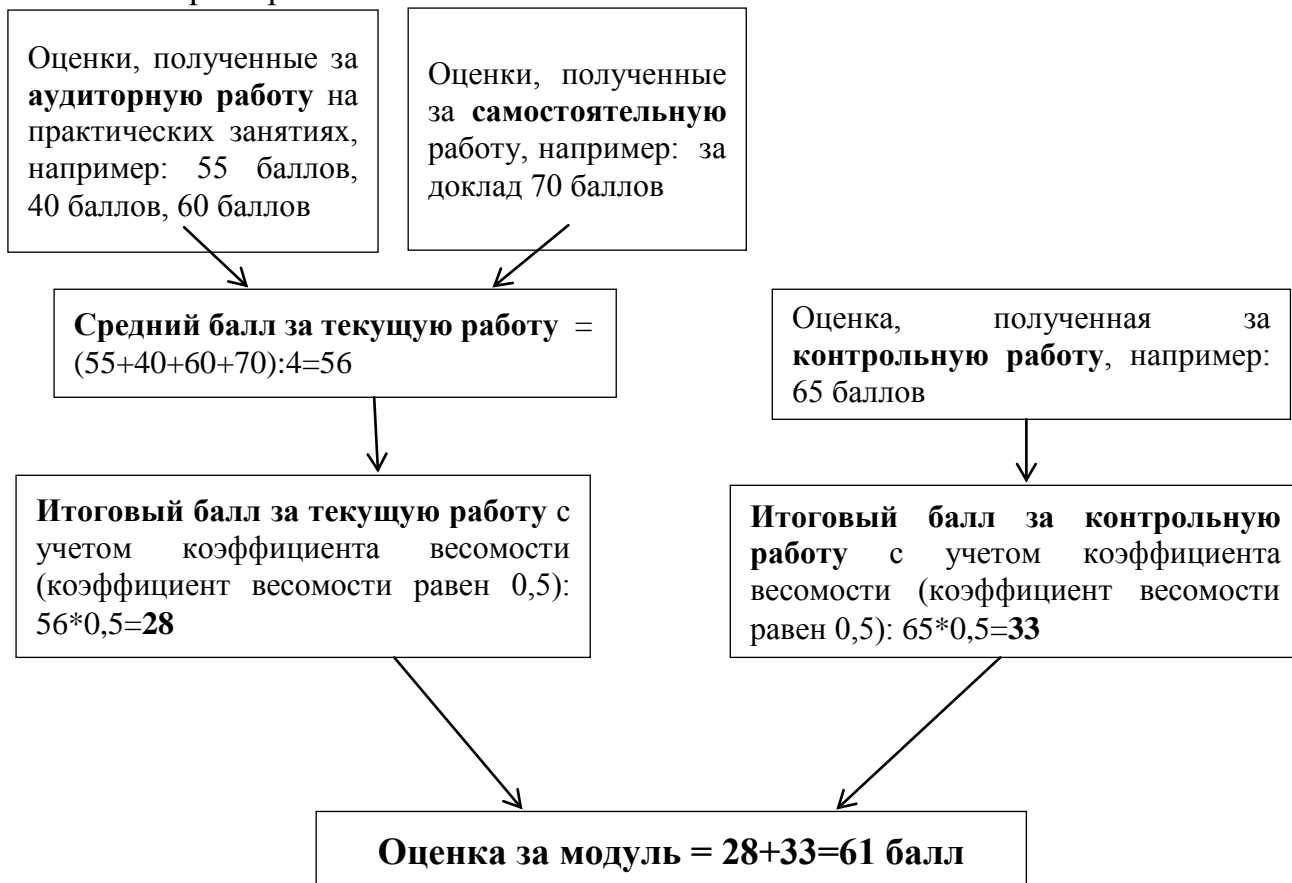 Оценки, полученные за
аудиторную работу на
практических занятиях,
например: 55 баллов,
40 баллов, 60 баллов
Оценки, полученные
за самостоятельную
работу, например: за
доклад 70 баллов
Средний балл за текущую работу =
(55+40+60+70):4=56
Оценка, полученная за
контрольную работу, например:
65 баллов
Итоговый балл за текущую работу с
учетом коэффициента весомости
(коэффициент весомости равен 0,5):
56*0,5=28
Итоговый балл за контрольную
работу с учетом коэффициента
весомости (коэффициент весомости
равен 0,5): 65*0,5=33
Оценка за модуль = 28+33=61 балл